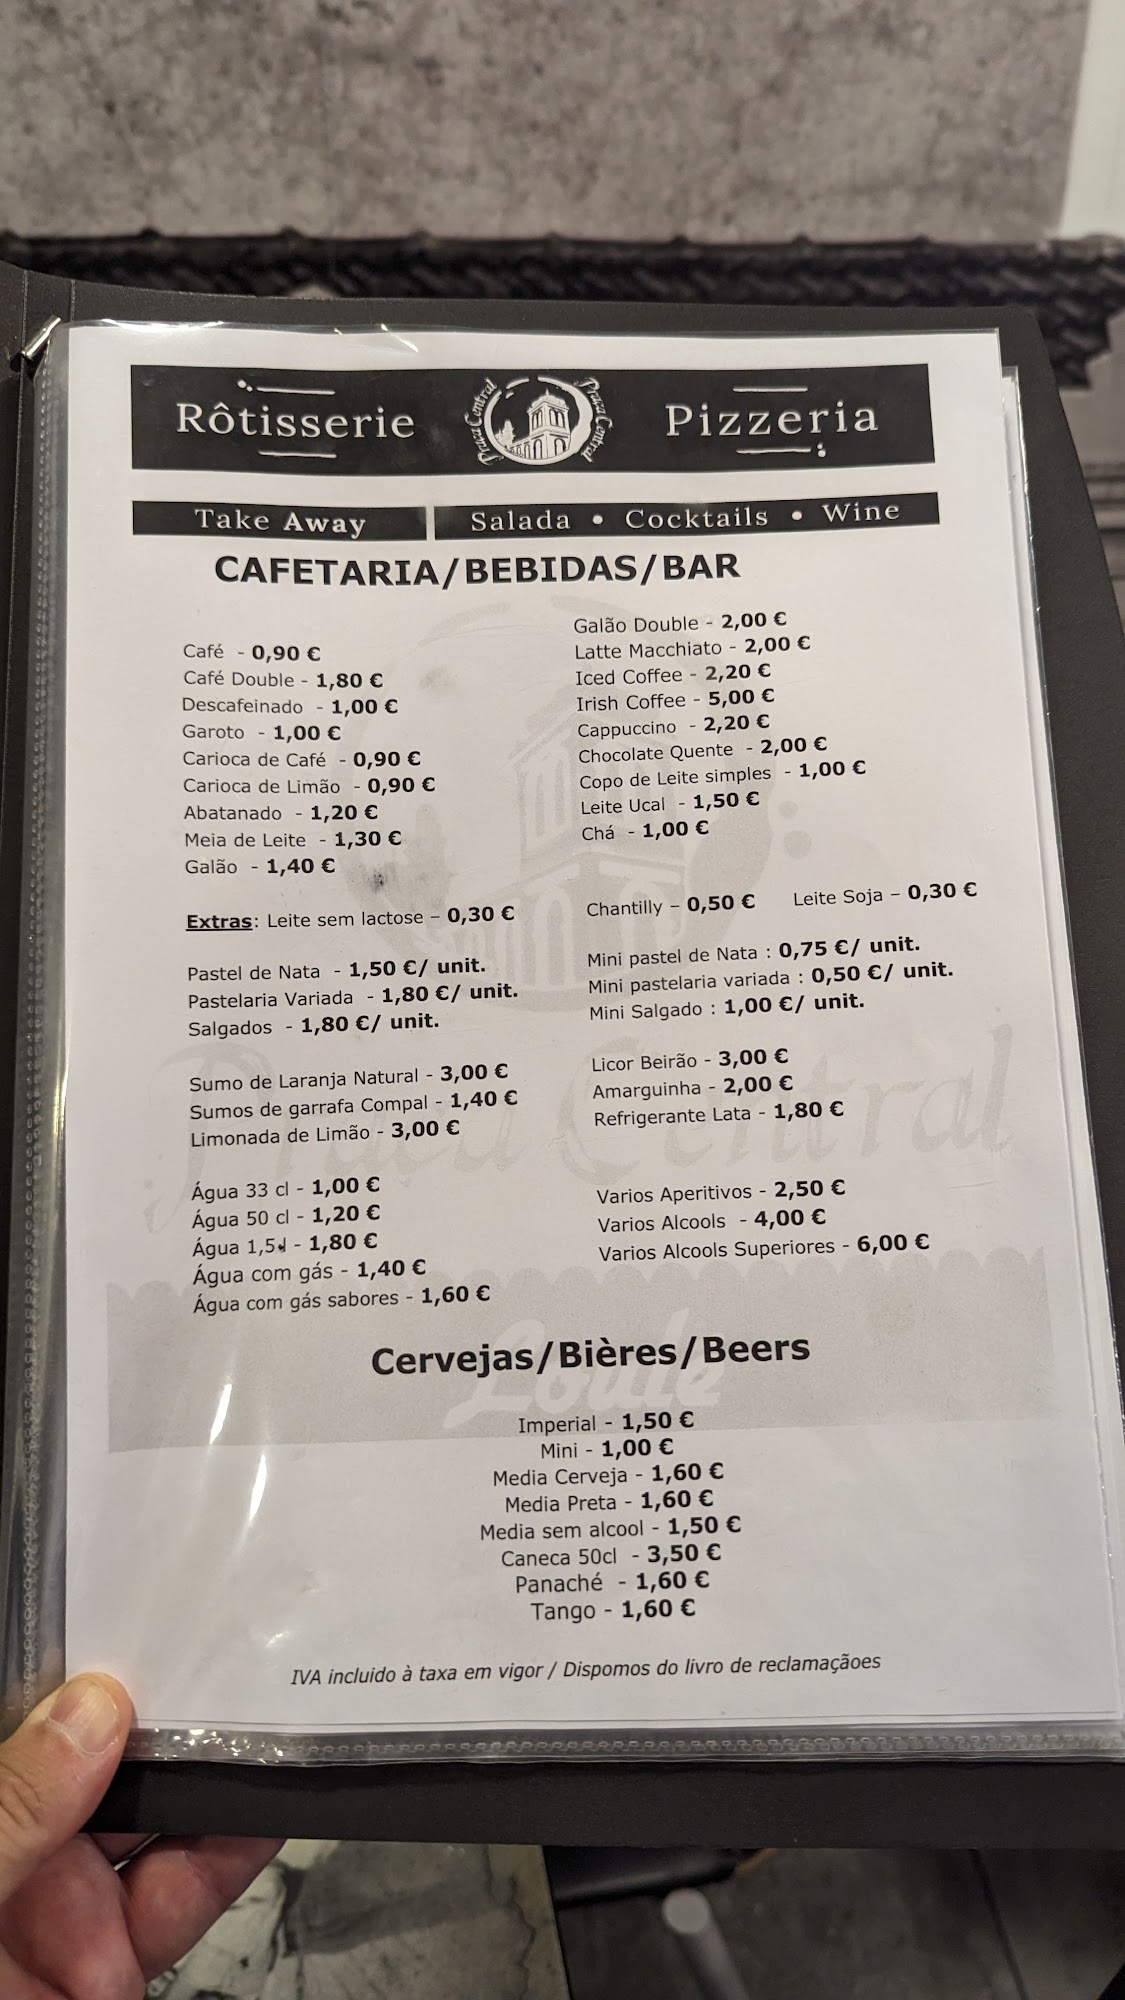 Rôtisserie
Praça Central
Praça Central
Pizzeria
Take Away
Salada • Cocktails • Wine
CAFETARIA/BEBIDAS/BAR
Café - 0,90 €
Café Double - 1,80 €
Descafeinado - 1,00 €
Garoto - 1,00 €
Carioca de Café - 0,90 €
Carioca de Limão - 0,90 €
Abatanado - 1,20 €
Meia de Leite - 1,30 €
Galão - 1,40 €
Galão Double - 2,00 €
Latte Macchiato - 2,00 €
Iced Coffee - 2,20 €
Irish Coffee - 5,00 €
Cappuccino - 2,20 €
Chocolate Quente - 2,00 €
Copo de Leite simples - 1,00 €
Leite Ucal - 1,50 €
Chá - 1,00 €
Extras: Leite sem lactose – 0,30 € Chantilly – 0,50 € Leite Soja – 0,30 €
Pastel de Nata - 1,50 €/ unit.
Pastelaria Variada - 1,80 €/ unit.
Salgados - 1,80 €/ unit.
Mini pastel de Nata : 0,75 €/ unit.
Mini pastelaria variada : 0,50 €/ unit.
Mini Salgado : 1,00 €/ unit.
Sumo de Laranja Natural - 3,00 €
Sumos de garrafa Compal - 1,40 €
Limonada de Limão - 3,00 €
Licor Beirão - 3,00 €
Amarguinha - 2,00 €
Refrigerante Lata - 1,80 €
Água 33 cl - 1,00 €
Água 50 cl - 1,20 €
Água 1,5l - 1,80 €
Água com gás - 1,40 €
Água com gás sabores - 1,60 €
Varios Aperitivos - 2,50 €
Varios Alcools - 4,00 €
Varios Alcools Superiores - 6,00 €
Praça Central
Loulé
Cervejas/Bières/Beers
Imperial - 1,50 €
Mini - 1,00 €
Media Cerveja - 1,60 €
Media Preta - 1,60 €
Media sem alcool - 1,50 €
Caneca 50cl - 3,50 €
Panaché - 1,60 €
Tango - 1,60 €
IVA incluido à taxa em vigor / Dispomos do livro de reclamaçãoes